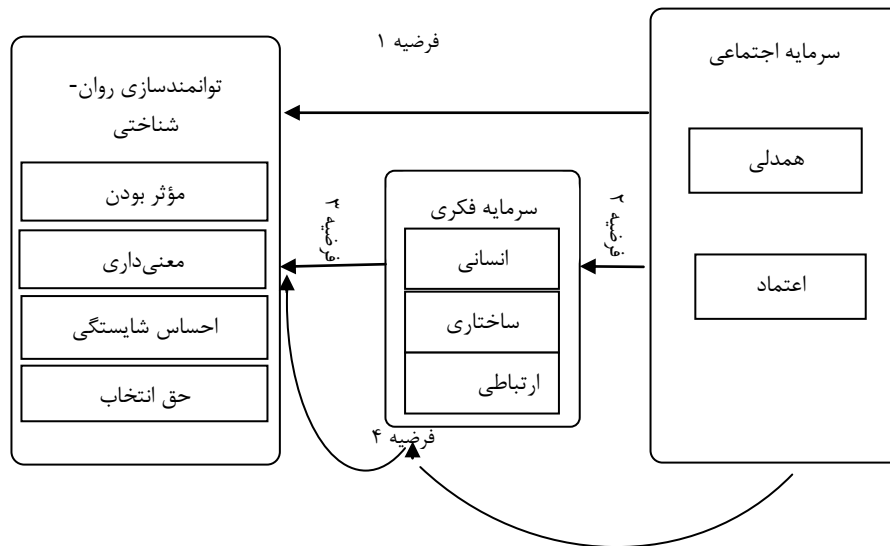 سرمایه اجتماعی
همدلی
اعتماد
فرضیه ۱
فرضیه ۲
سرمایه فکری
انسانی
ساختاری
ارتباطی
فرضیه ۳
فرضیه ۴
توانمندسازی روان-
شناختی
مؤثر بودن
معنی‌داری
احساس شایستگی
حق انتخاب